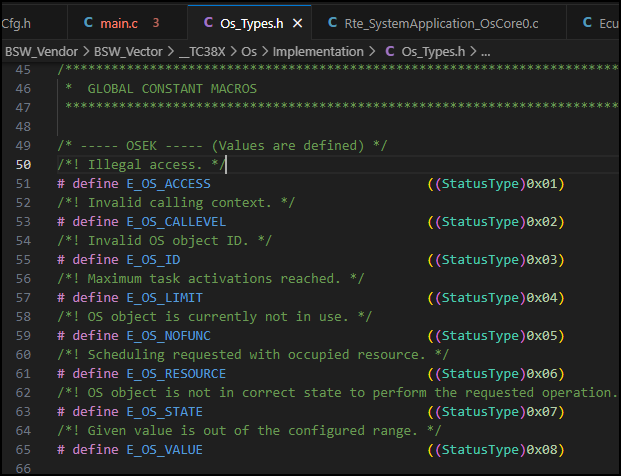 Cfg.h
main.c 3
Os_Types.h
Rte_SystemApplication_OsCore0.c
Ecu
BSW_Vendor > BSW_Vector > __TC38X > Os > Implementation > C Os_Types.h > ...
45 /******************************************************************************
46 *  GLOBAL CONSTANT MACROS
47 ******************************************************************************
48
49 /* ----- OSEK ----- (Values are defined) */
50 /*! Illegal access. */
51 # define E_OS_ACCESS ((StatusType)0x01)
52 /*! Invalid calling context. */
53 # define E_OS_CALLEVEL ((StatusType)0x02)
54 /*! Invalid OS object ID. */
55 # define E_OS_ID ((StatusType)0x03)
56 /*! Maximum task activations reached. */
57 # define E_OS_LIMIT ((StatusType)0x04)
58 /*! OS object is currently not in use. */
59 # define E_OS_NOFUNC ((StatusType)0x05)
60 /*! Scheduling requested with occupied resource. */
61 # define E_OS_RESOURCE ((StatusType)0x06)
62 /*! OS object is not in correct state to perform the requested operation.
63 # define E_OS_STATE ((StatusType)0x07)
64 /*! Given value is out of the configured range. */
65 # define E_OS_VALUE ((StatusType)0x08)
66